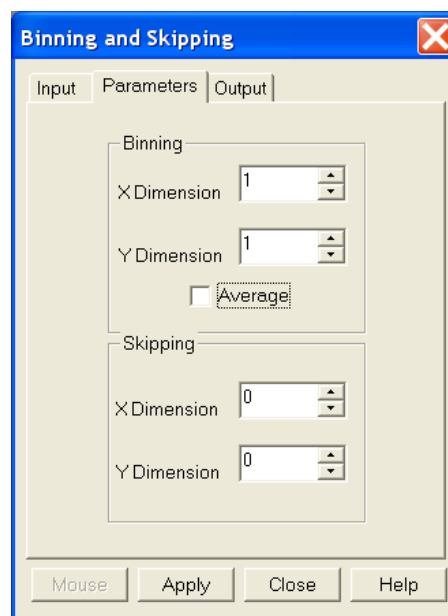 Binning and Skipping
Input Parameters Output
Binning
X Dimension 1
Y Dimension 1
Average
Skipping
X Dimension 0
Y Dimension 0
Mouse Apply Close Help